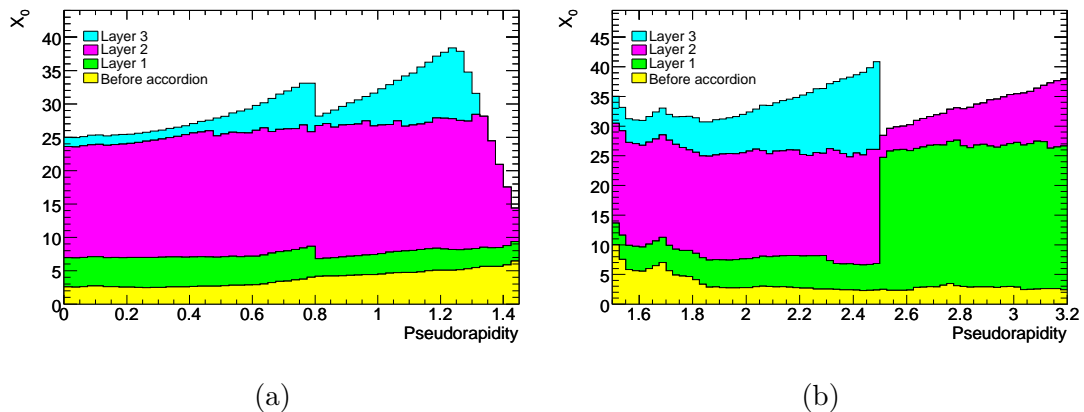 X0
40
35
30
25
20
15
10
5
0
Layer 3
Layer 2
Layer 1
Before accordion
0 0.2 0.4 0.6 0.8 1 1.2 1.4
Pseudorapidity
(a)
X0
45
40
35
30
25
20
15
10
5
0
Layer 3
Layer 2
Layer 1
Before accordion
1.6 1.8 2 2.2 2.4 2.6 2.8 3 3.2
Pseudorapidity
(b)